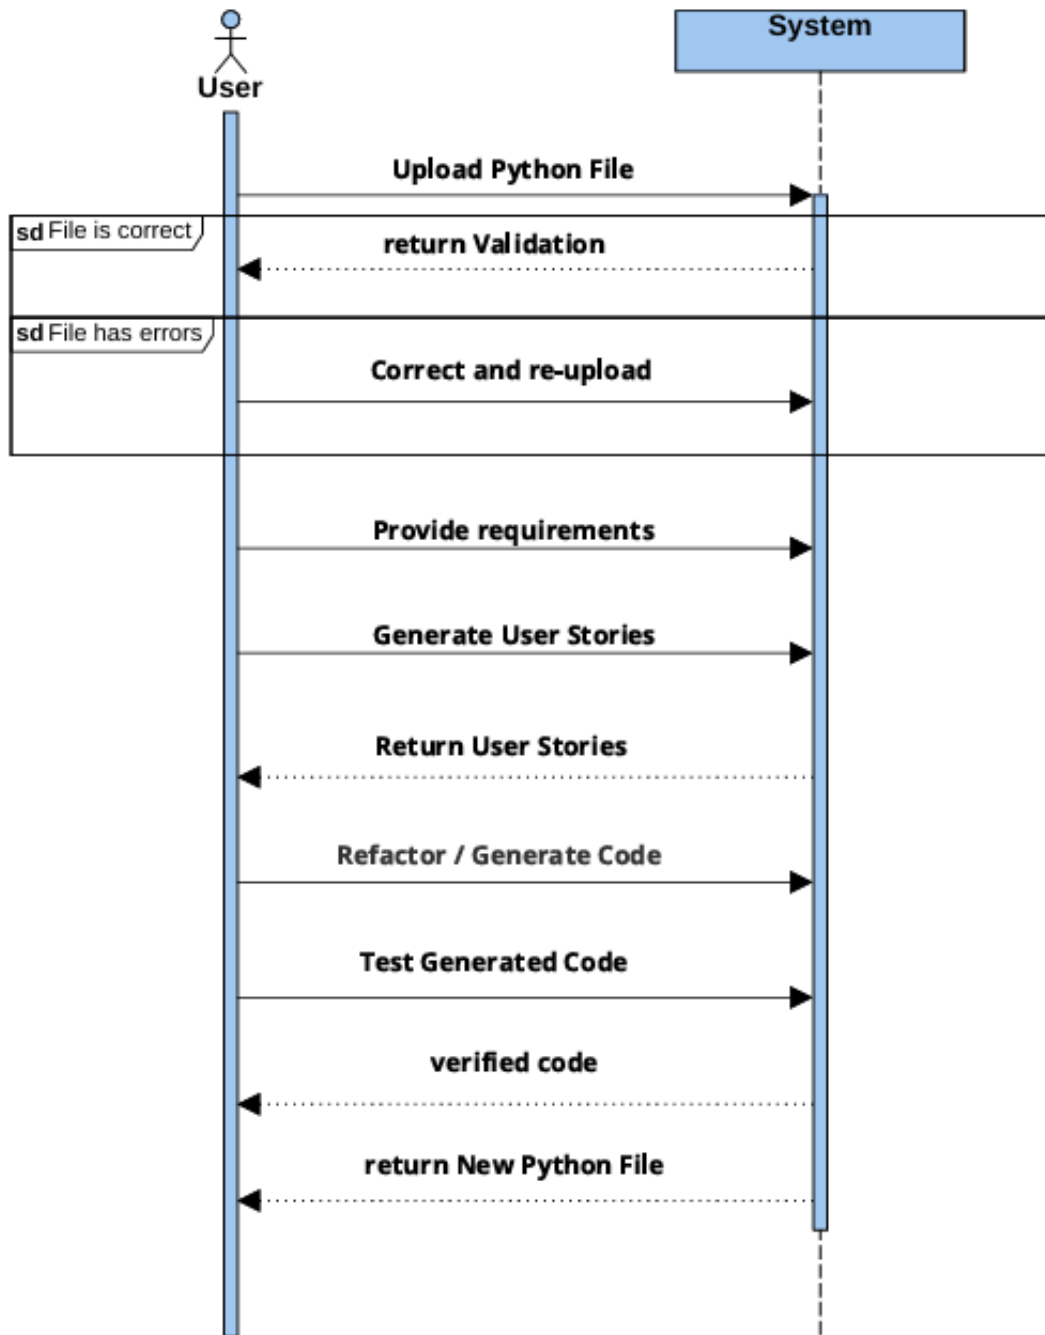 System
User
Upload Python File
sd File is correct
return Validation
sd File has errors
Correct and re-upload
Provide requirements
Generate User Stories
Return User Stories
Refactor / Generate Code
Test Generated Code
verified code
return New Python File